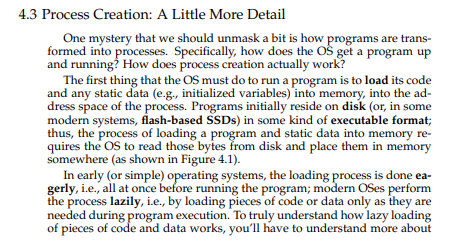 4.3 Process Creation: A Little More Detail
One mystery that we should unmask a bit is how programs are trans-
formed into processes. Specifically, how does the OS get a program up
and running? How does process creation actually work?
The first thing that the OS must do to run a program is to load its code
and any static data (e.g., initialized variables) into memory, into the ad-
dress space of the process. Programs initially reside on disk (or, in some
modern systems, flash-based SSDs) in some kind of executable format;
thus, the process of loading a program and static data into memory re-
quires the OS to read those bytes from disk and place them in memory
somewhere (as shown in Figure 4.1).
In early (or simple) operating systems, the loading process is done ea-
gerly, i.e., all at once before running the program; modern OSes perform
the process lazily, i.e., by loading pieces of code or data only as they are
needed during program execution. To truly understand how lazy loading
of pieces of code and data works, you'll have to understand more about